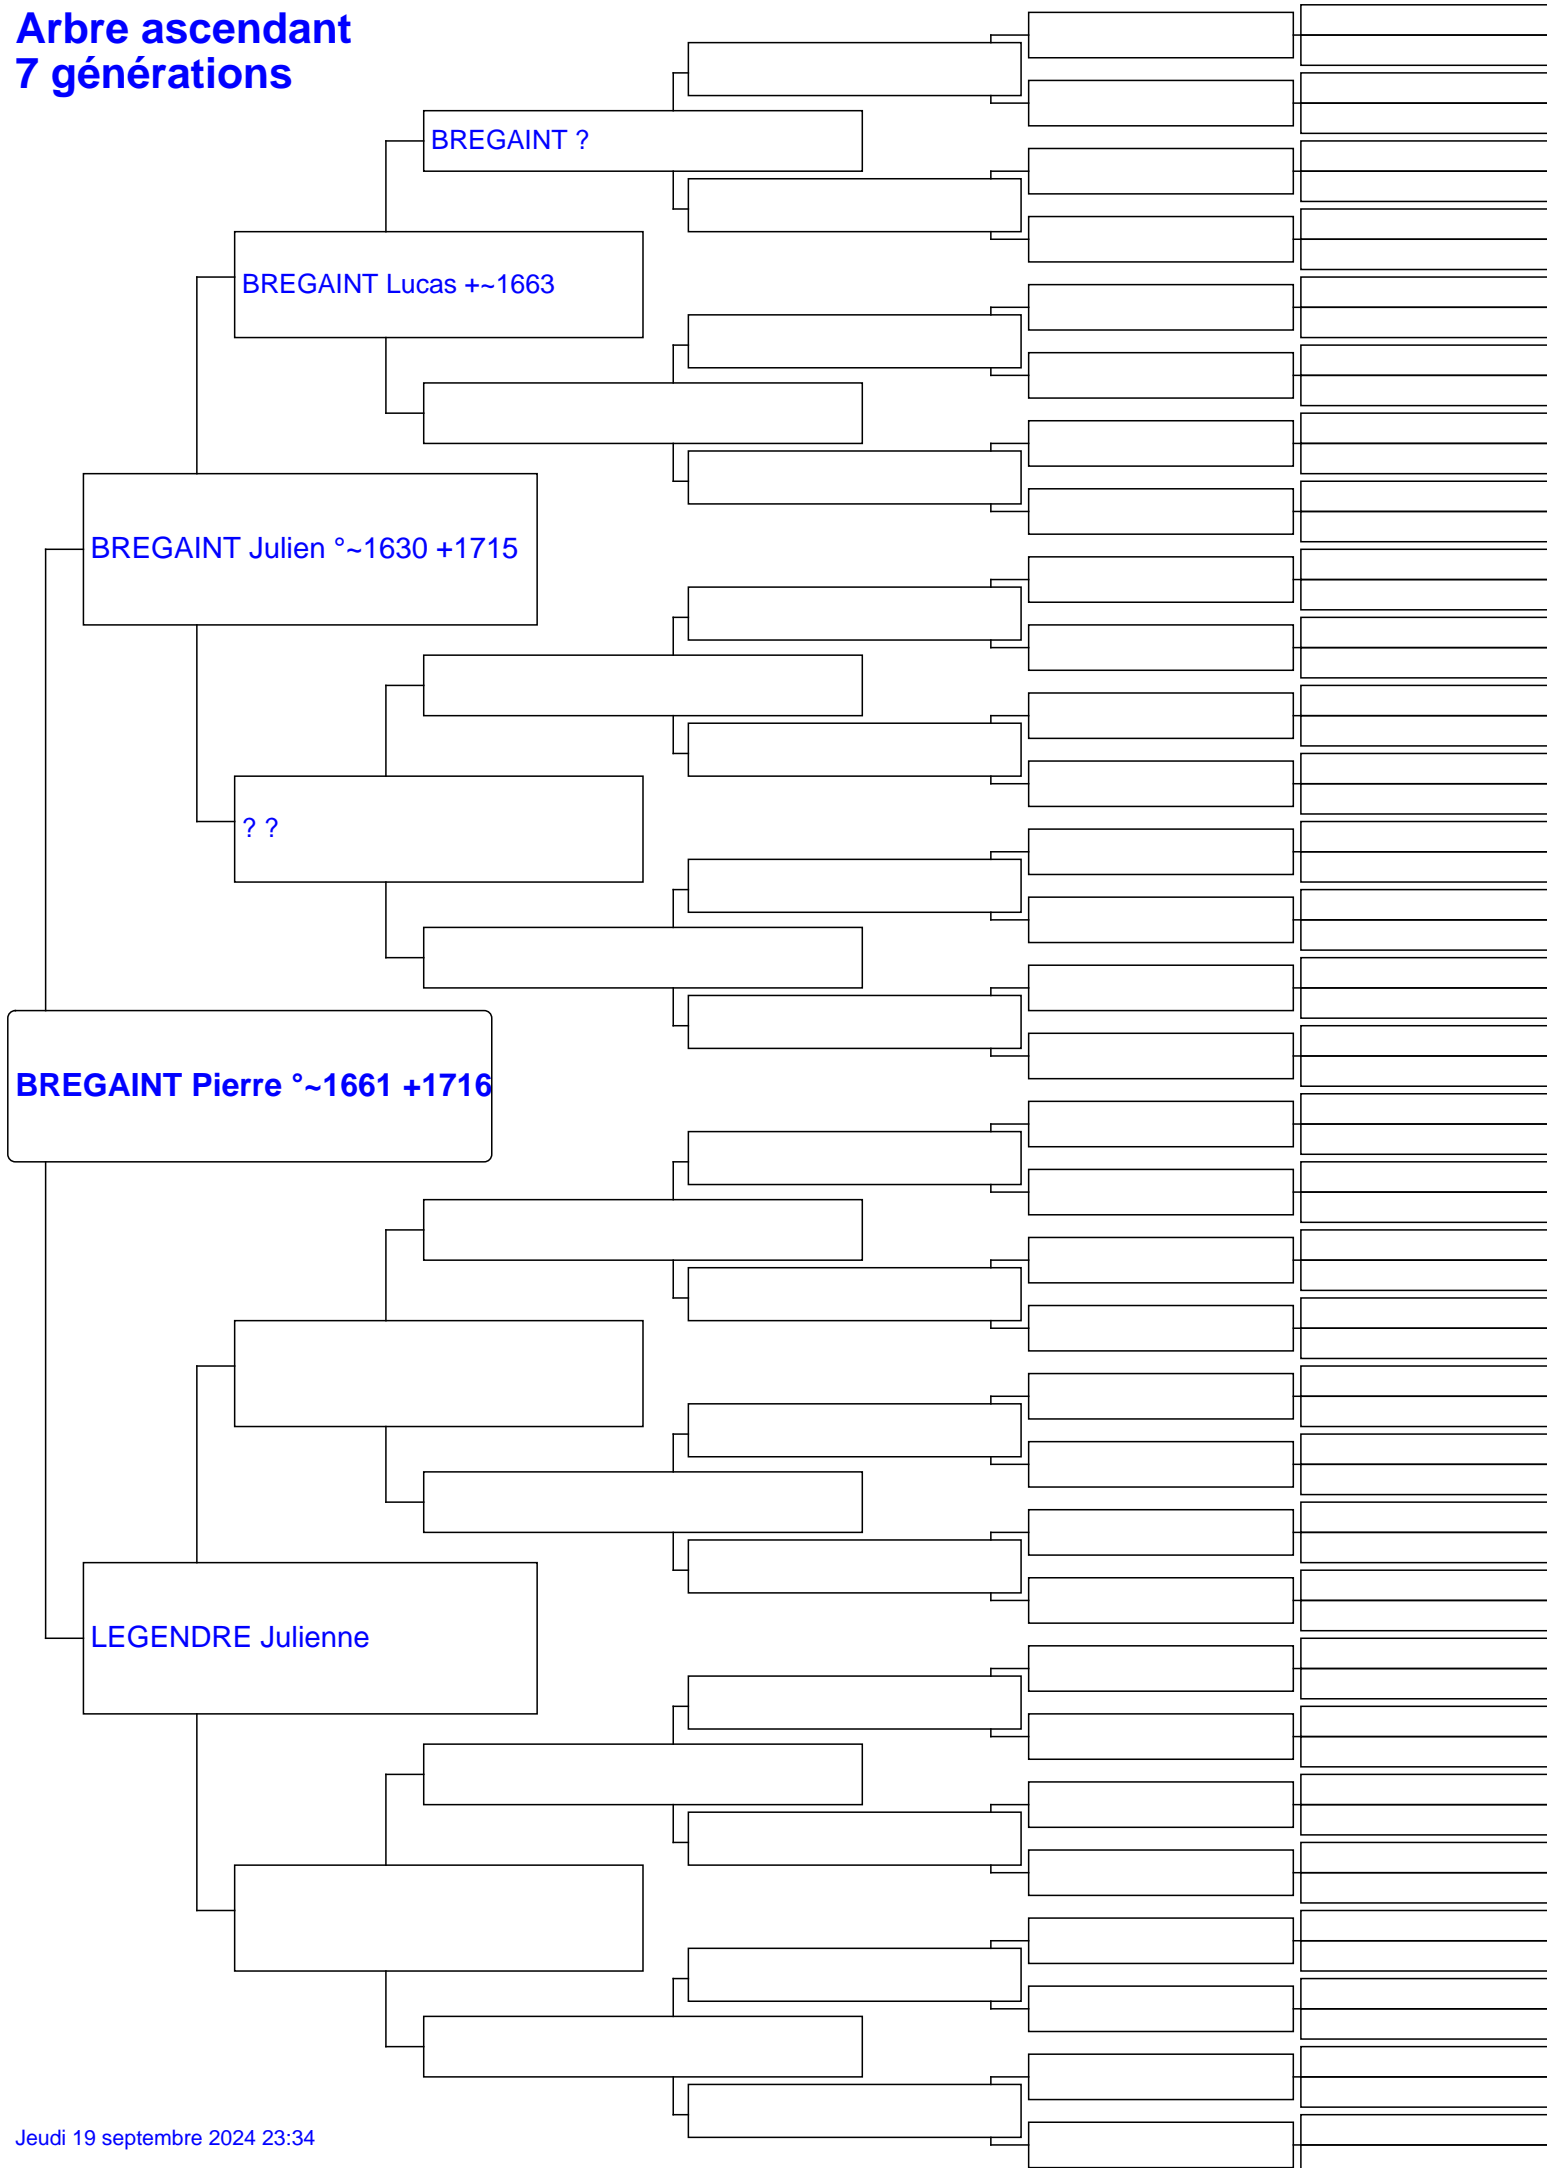 Arbre ascendant
7 générations
BREGAINT ?
BREGAINT Lucas +~1663
BREGAINT Julien °~1630 +1715
? ?
BREGAINT Pierre °~1661 +1716
LEGENDRE Julienne
Jeudi 19 septembre 2024 23:34